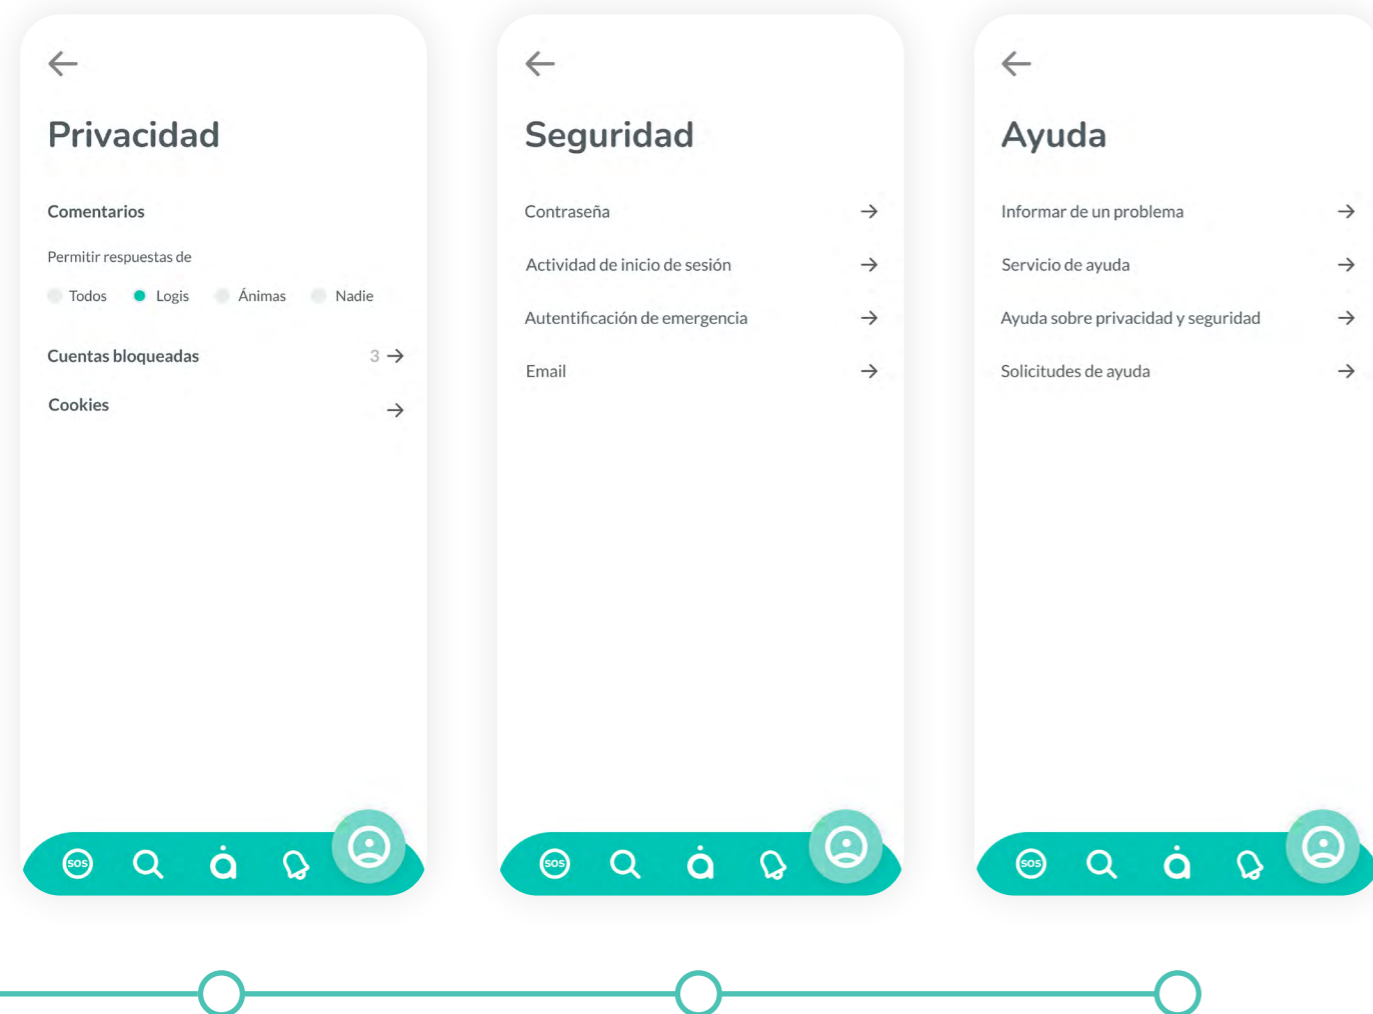 Privacidad
Comentarios
Permitir respuestas de
Todos Logis Ánimas Nadie
Cuentas bloqueadas 3
Cookies
sos
Seguridad
Contraseña
Actividad de inicio de sesión
Autentificación de emergencia
Email
sos
Ayuda
Informar de un problema
Servicio de ayuda
Ayuda sobre privacidad y seguridad
Solicitudes de ayuda
sos